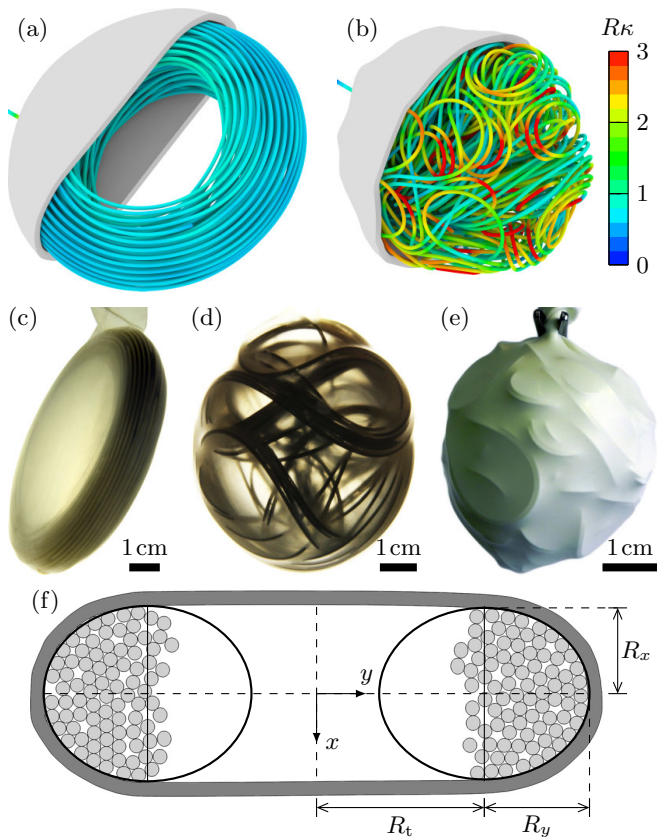 (a)
(b)
Rκ
3
2
1
0
(c)
(d)
(e)
1 cm
1 cm
1 cm
(f)
y
x
R_x
R_t
R_y